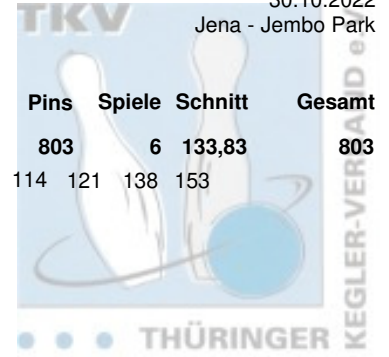 TKV
30.10.2022
Jena - Jembo Park
Pins Spiele Schnitt Gesamt
803 6 133,83 803
114 121 138 153
THÜRINGER
KEGLER-VERBAND e.V.